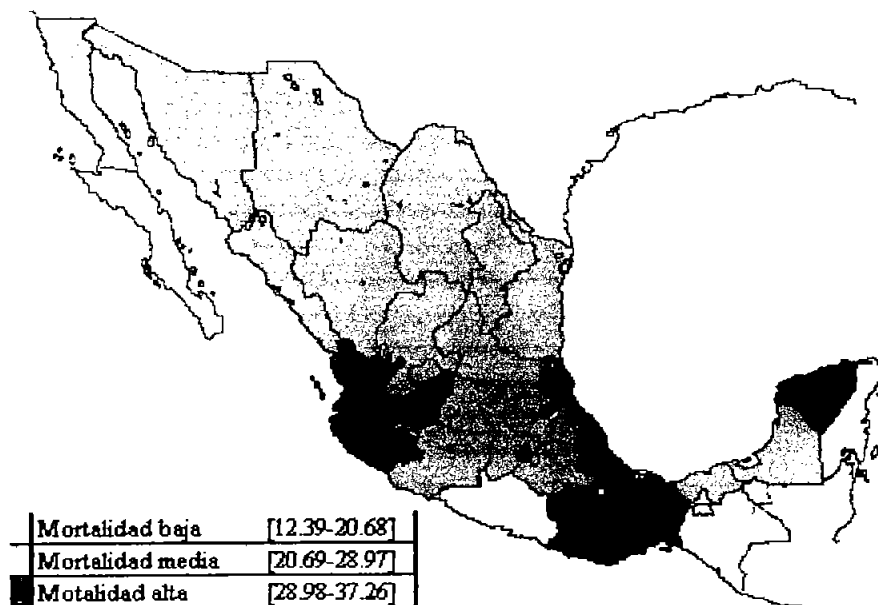 Mortalidad baja [12.39-20.68]
Mortalidad media [20.69-28.97]
Motalidad alta [28.98-37.26]